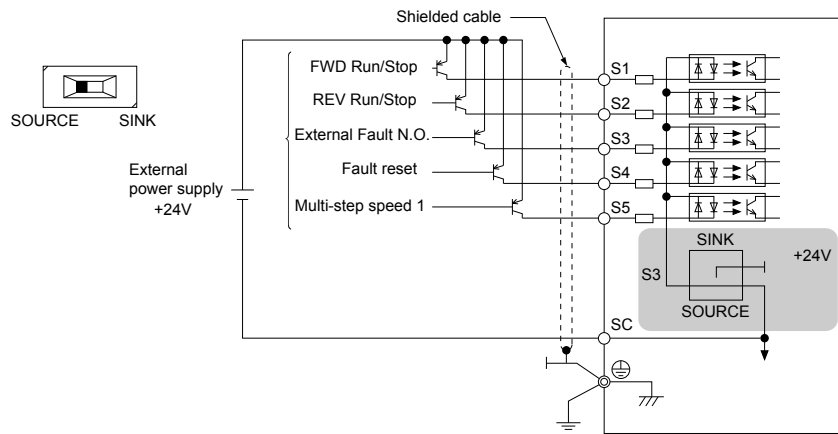 Shielded cable
FWD Run/Stop
REV Run/Stop
External Fault N.O.
Fault reset
Multi-step speed 1
SOURCE
SINK
External
power supply
+24V
S1
S2
S3
S4
S5
SINK
+24V
S3
SOURCE
SC